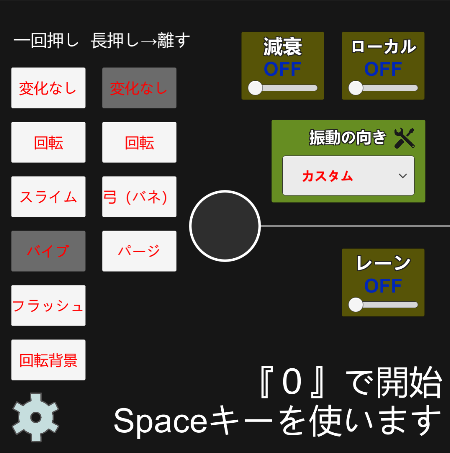 一回押し 長押し→離す
変化なし 変化なし
回転 回転
スライム 弓（バネ）
バイブ パージ
フラッシュ
回転背景
減衰
OFF
ローカル
OFF
振動の向き
カスタム
レーン
OFF
『０』で開始
Spaceキーを使います